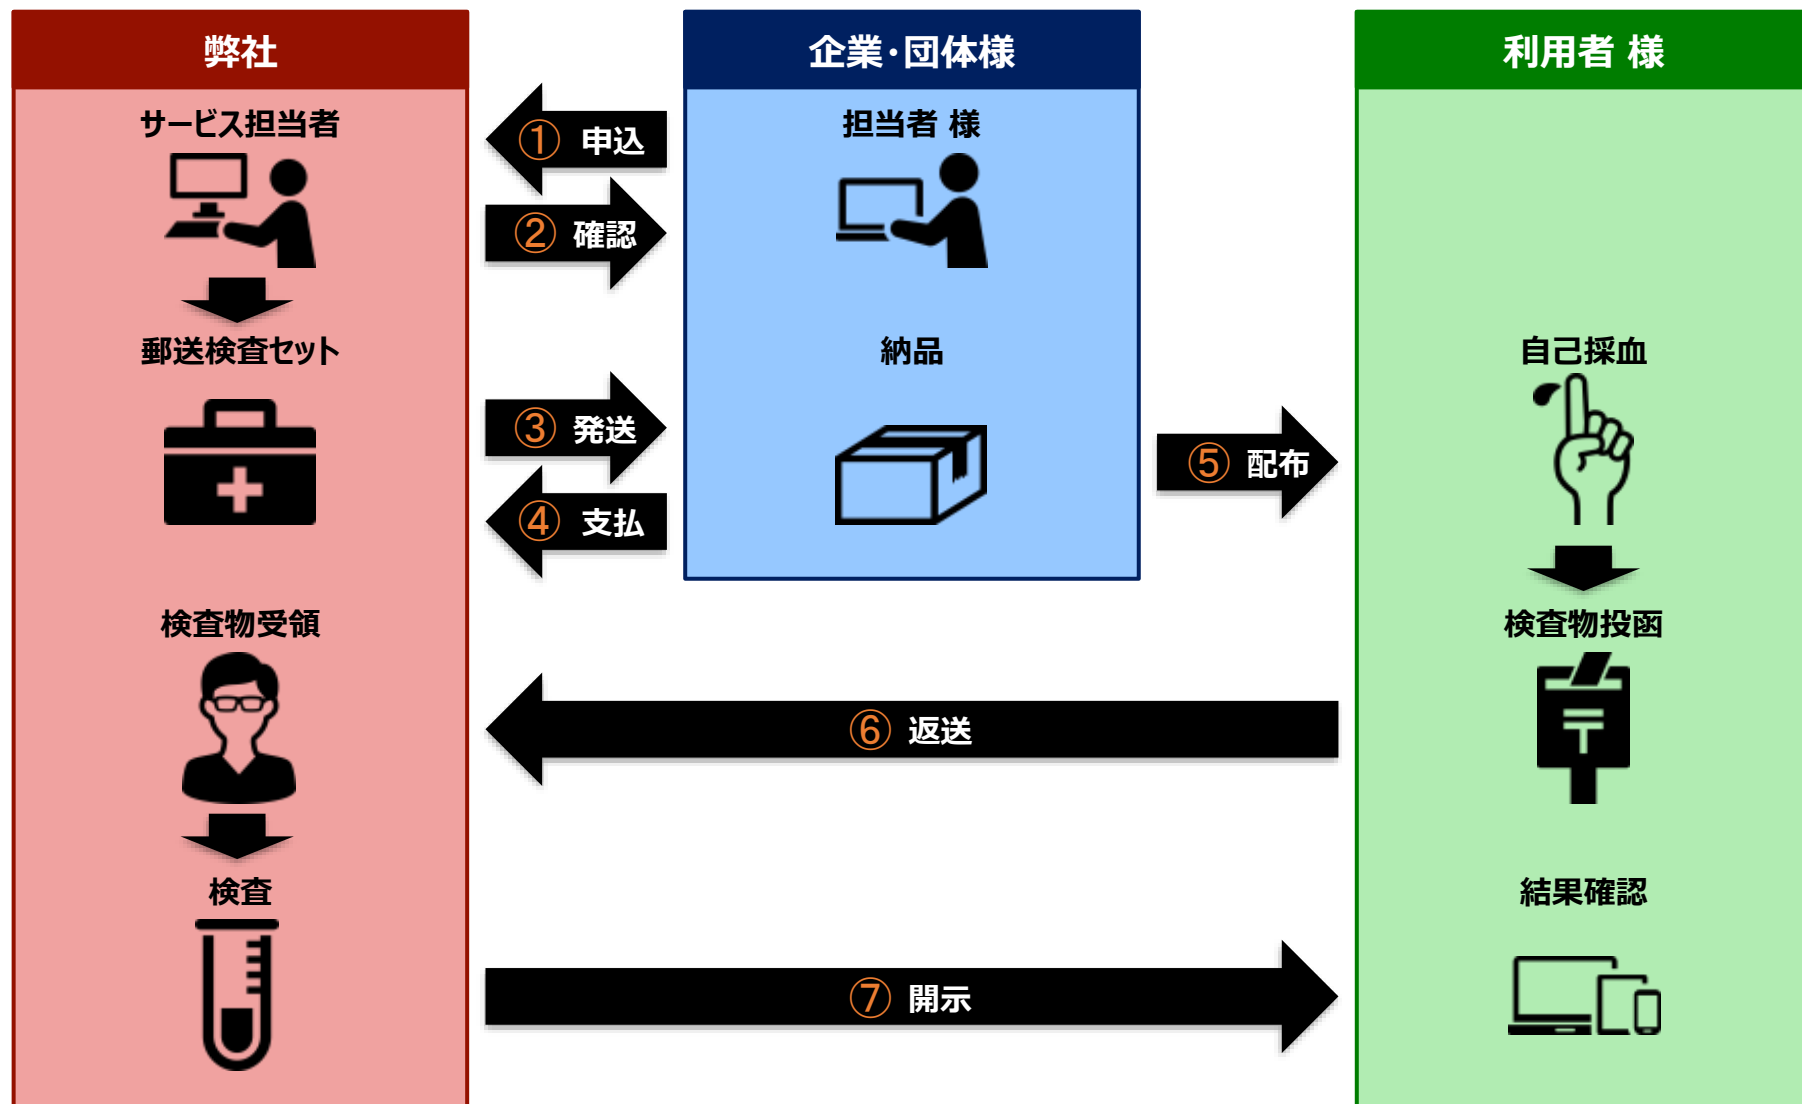 弊社
企業・団体様
利用者 様
サービス担当者
担当者 様
① 申込
② 確認
郵送検査セット
納品
自己採血
③ 発送
⑤ 配布
④ 支払
検査物受領
検査物投函
〒
⑥ 返送
検査
結果確認
⑦ 開示